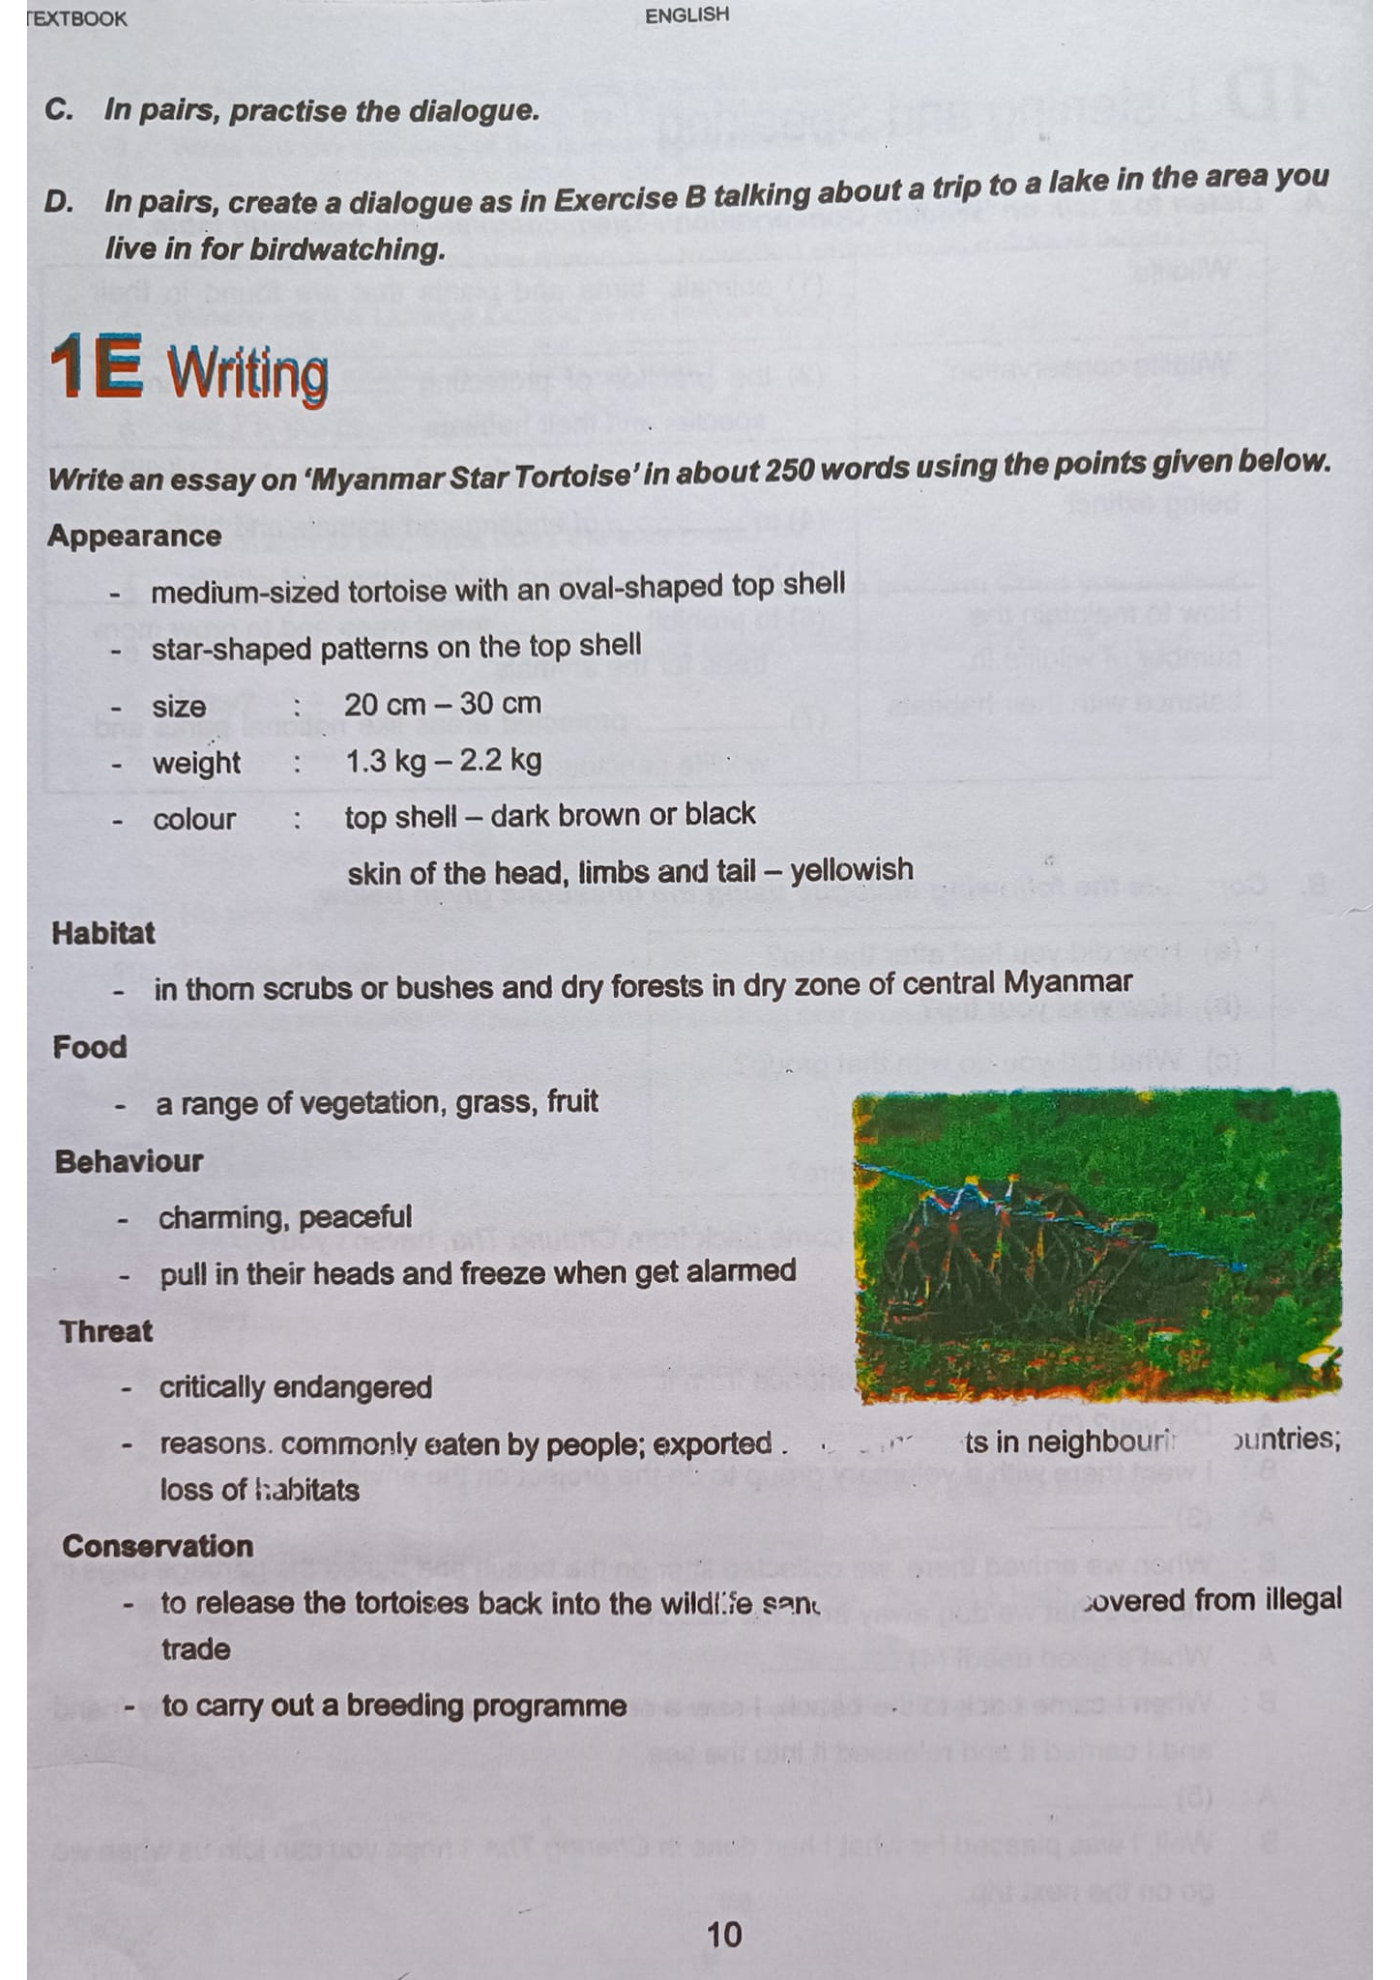 TEXTBOOK
ENGLISH
C. In pairs, practise the dialogue.
D. In pairs, create a dialogue as in Exercise B talking about a trip to a lake in the area you
live in for birdwatching.
1E Writing
Write an essay on ‘Myanmar Star Tortoise’ in about 250 words using the points given below.
Appearance
- medium-sized tortoise with an oval-shaped top shell
- star-shaped patterns on the top shell
- size : 20 cm – 30 cm
- weight : 1.3 kg – 2.2 kg
- colour : top shell – dark brown or black
skin of the head, limbs and tail – yellowish
Habitat
- in thorn scrubs or bushes and dry forests in dry zone of central Myanmar
Food
- a range of vegetation, grass, fruit
Behaviour
- charming, peaceful
- pull in their heads and freeze when get alarmed
Threat
- critically endangered
- reasons. commonly eaten by people; exported in
loss of habitats
Conservation
- to release the tortoises back into the wildlife from illegal
trade
- to carry out a breeding programme
10